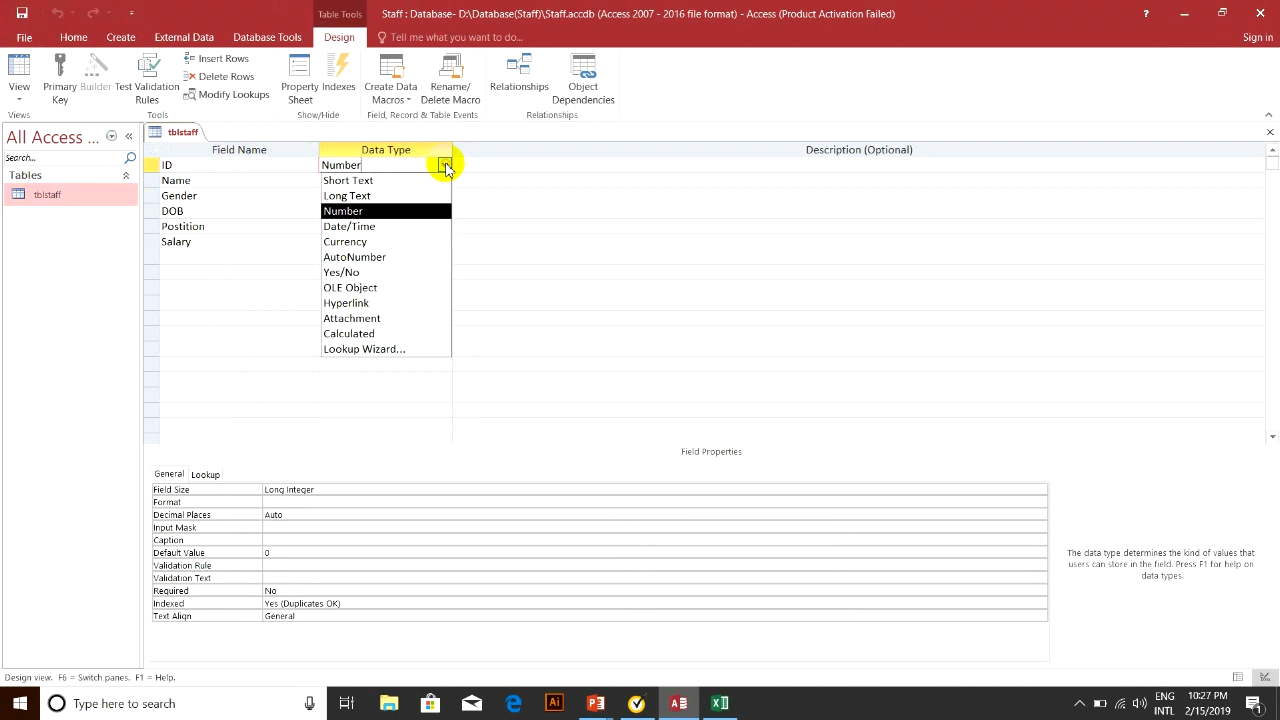 Table Tools
Staff : Database- D:\Database(Staff)\Staff.accdb (Access 2007 - 2016 file format) - Access (Product Activation Failed)
?
File Home Create External Data Database Tools Design Tell me what you want to do... Sign in
View
Primary Key
Builder
Test Validation Rules
Insert Rows
Delete Rows
Modify Lookups
Property Sheet
Indexes
Create Data Macros
Rename/ Delete Macro
Relationships
Object Dependencies
Views Tools Show/Hide Field, Record & Table Events Relationships
All Access ...
Search...
Tables
tblstaff
tblstaff
Field Name Data Type Description (Optional)
ID Number
Name Short Text
Gender Long Text
DOB Number
Postition Date/Time
Salary Currency
AutoNumber
Yes/No
OLE Object
Hyperlink
Attachment
Calculated
Lookup Wizard...
Field Properties
General Lookup
Field Size Long Integer
Format
Decimal Places Auto
Input Mask
Caption
Default Value 0
Validation Rule
Validation Text
Required No
Indexed Yes (Duplicates OK)
Text Align General
The data type determines the kind of values that
users can store in the field. Press F1 for help on
data types.
Design view. F6 = Switch panes. F1 = Help.
Type here to search
Ai
ENG
INTL
10:27 PM
2/15/2019
1